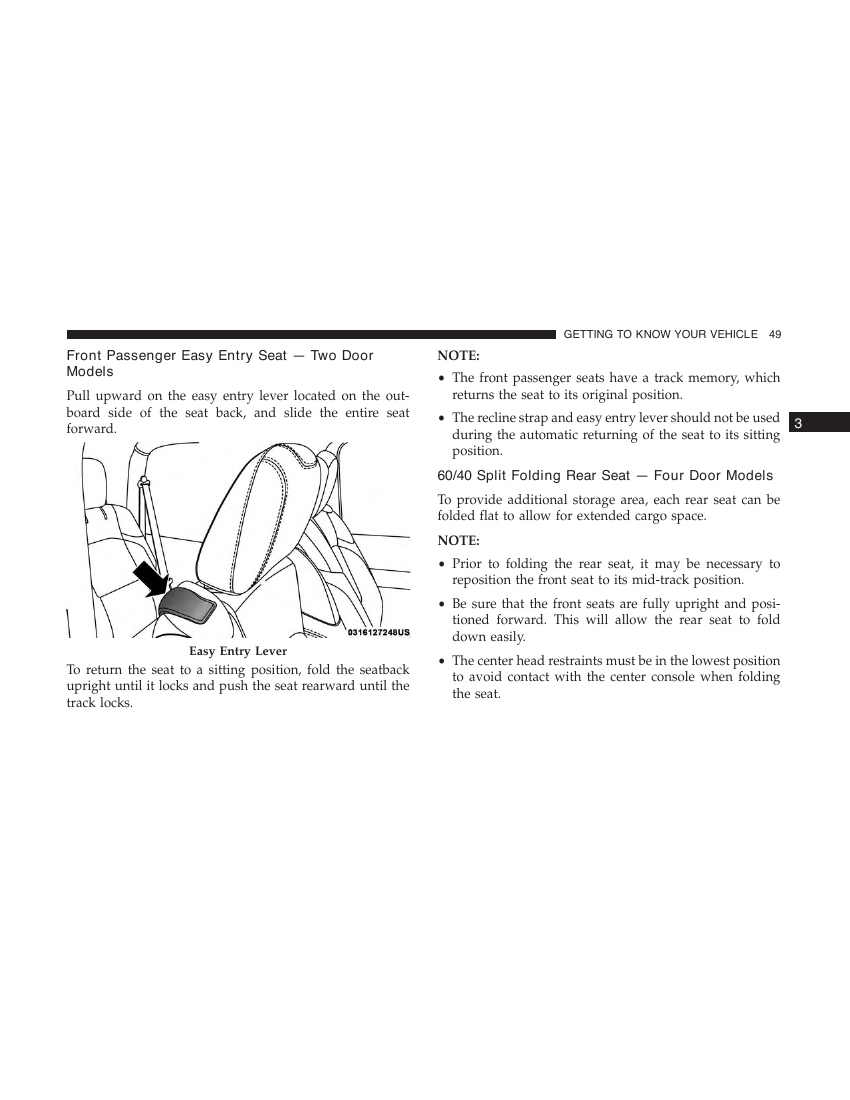 GETTING TO KNOW YOUR VEHICLE 49
Front Passenger Easy Entry Seat — Two Door
Models
Pull upward on the easy entry lever located on the out-
board side of the seat back, and slide the entire seat
forward.
0316127248US
Easy Entry Lever
To return the seat to a sitting position, fold the seatback
upright until it locks and push the seat rearward until the
track locks.
NOTE:
• The front passenger seats have a track memory, which
returns the seat to its original position.
• The recline strap and easy entry lever should not be used
during the automatic returning of the seat to its sitting
position.
60/40 Split Folding Rear Seat — Four Door Models
To provide additional storage area, each rear seat can be
folded flat to allow for extended cargo space.
NOTE:
• Prior to folding the rear seat, it may be necessary to
reposition the front seat to its mid-track position.
• Be sure that the front seats are fully upright and posi-
tioned forward. This will allow the rear seat to fold
down easily.
• The center head restraints must be in the lowest position
to avoid contact with the center console when folding
the seat.
3